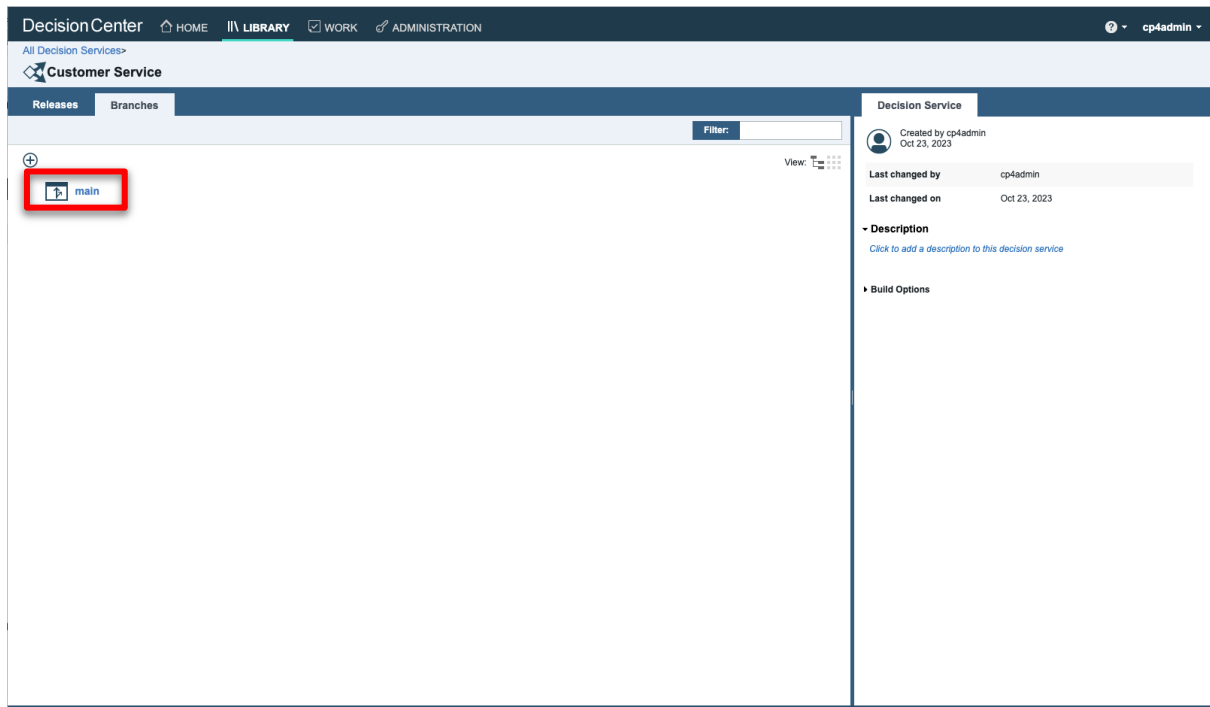 Decision Center HOME LIBRARY WORK ADMINISTRATION ? cp4admin
All Decision Services>
Customer Service
Releases Branches Decision Service
Filter:
Created by cp4admin
Oct 23, 2023
View:
main
Last changed by cp4admin
Last changed on Oct 23, 2023
Description
Click to add a description to this decision service
Build Options